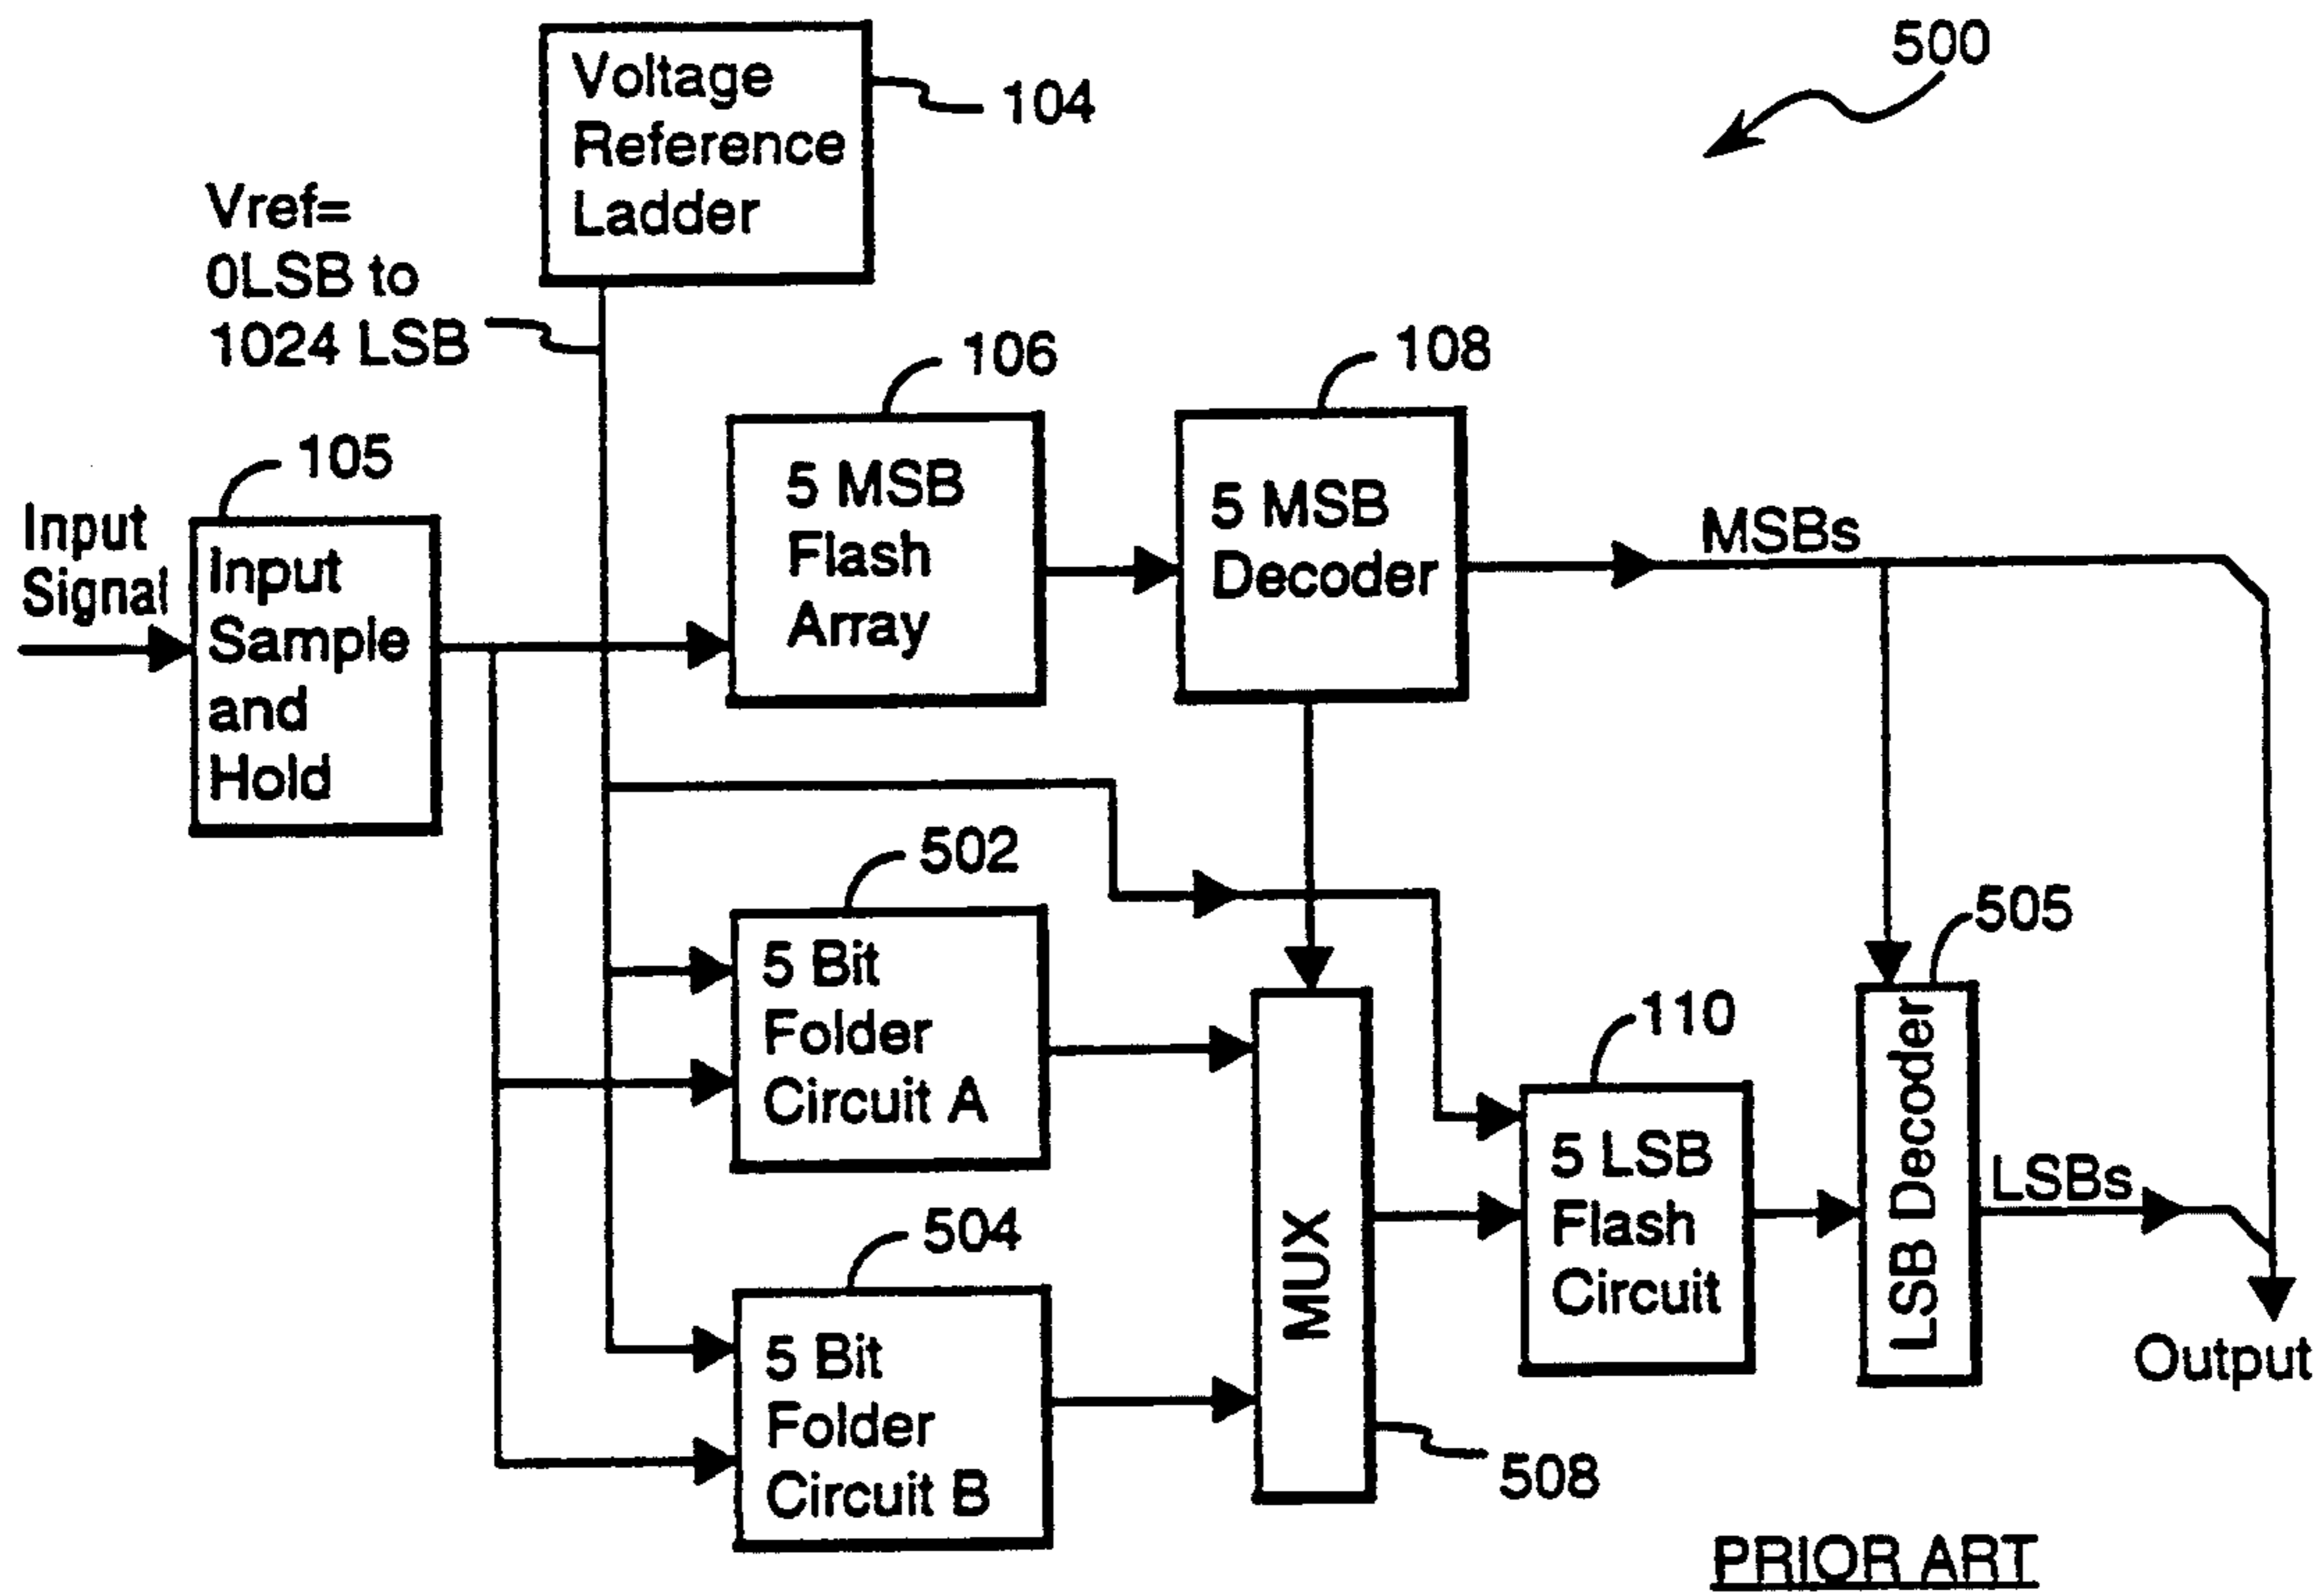 500
Voltage
Reference
Ladder
104
Vref=
0LSB to
1024 LSB
106
108
105
Input
Signal
Input
Sample
and
Hold
5 MSB
Flash
Array
5 MSB
Decoder
MSBs
502
5 Bit
Folder
Circuit A
504
5 Bit
Folder
Circuit B
MUX
508
110
5 LSB
Flash
Circuit
505
LSB Decoder
LSBs
Output
PRIOR ART